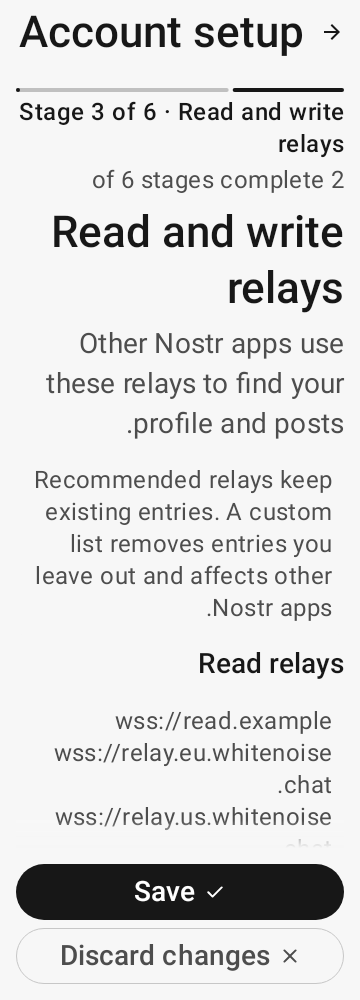 Account setup
Stage 3 of 6 · Read and write
relays
of 6 stages complete 2
Read and write
relays
Other Nostr apps use
these relays to find your
.profile and posts
Recommended relays keep
existing entries. A custom
list removes entries you
leave out and affects other
.Nostr apps
Read relays
wss://read.example
wss://relay.eu.whitenoise
.chat
wss://relay.us.whitenoise
Save
Discard changes